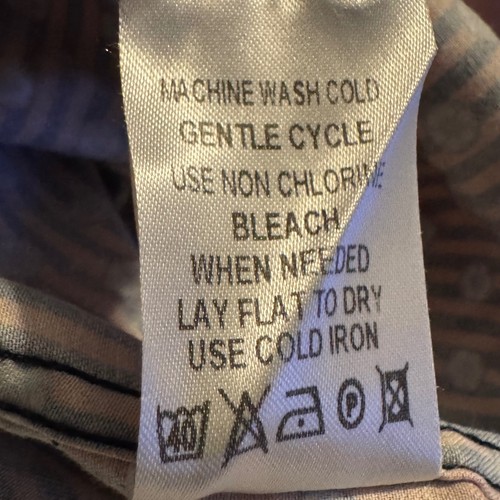 MACHINE WASH COLD
GENTLE CYCLE
USE NON CHLORINE
BLEACH
WHEN NEEDED
LAY FLAT TO DRY
USE COLD IRON
40 P